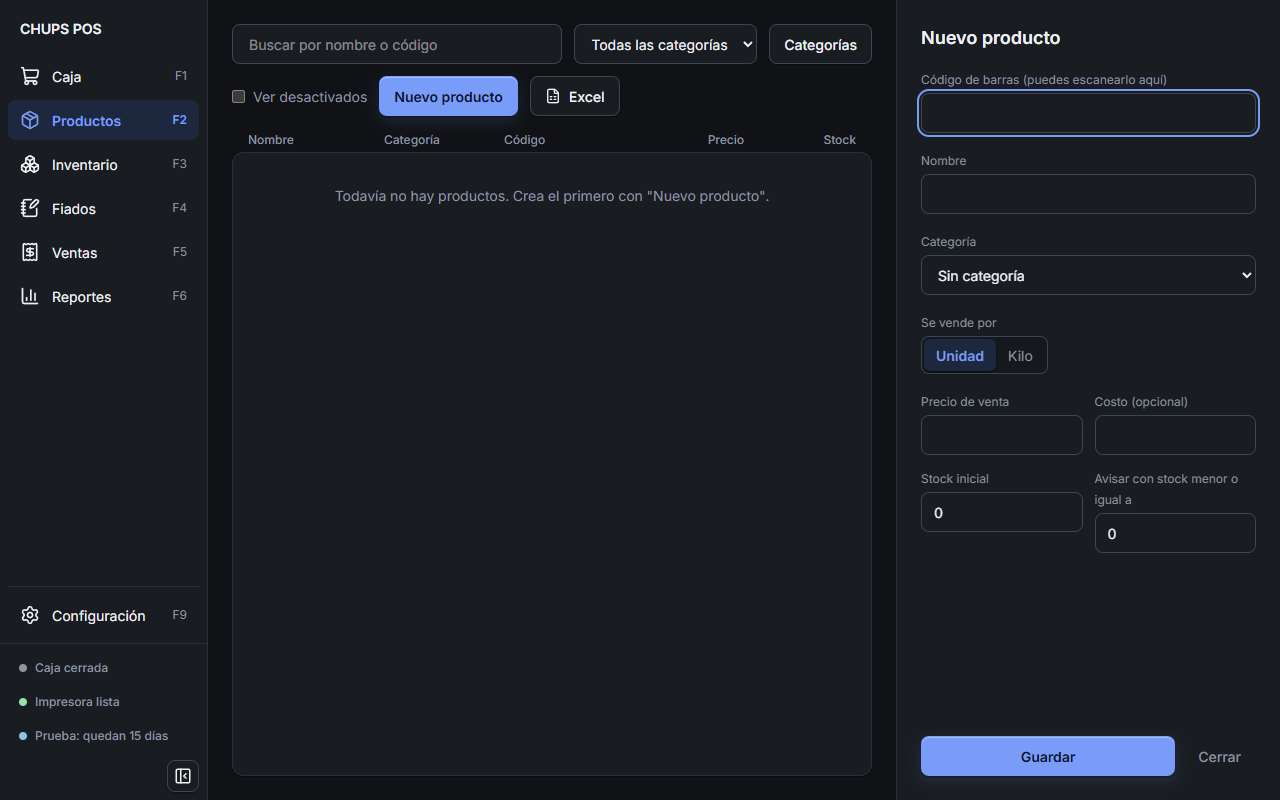 CHUPS POS
Caja F1
Productos F2
Inventario F3
Fiados F4
Ventas F5
Reportes F6
Configuración F9
Caja cerrada
Impresora lista
Prueba: quedan 15 días
Buscar por nombre o código
Todas las categorías
Categorías
Ver desactivados
Nuevo producto
Excel
Nombre Categoría Código Precio Stock
Todavía no hay productos. Crea el primero con "Nuevo producto".
Nuevo producto
Código de barras (puedes escanearlo aquí)
Nombre
Categoría
Sin categoría
Se vende por
Unidad Kilo
Precio de venta
Costo (opcional)
Stock inicial
0
Avisar con stock menor o
igual a
0
Guardar
Cerrar